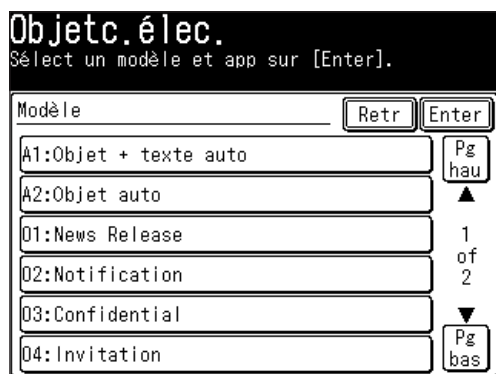 Objetc.élec.
Sélect un modèle et app sur [Enter].
Modèle
Retr
Enter
A1:Objet + texte auto
A2:Objet auto
01:News Release
02:Notification
03:Confidential
04:Invitation
Pg
hau
1
of
2
Pg
bas